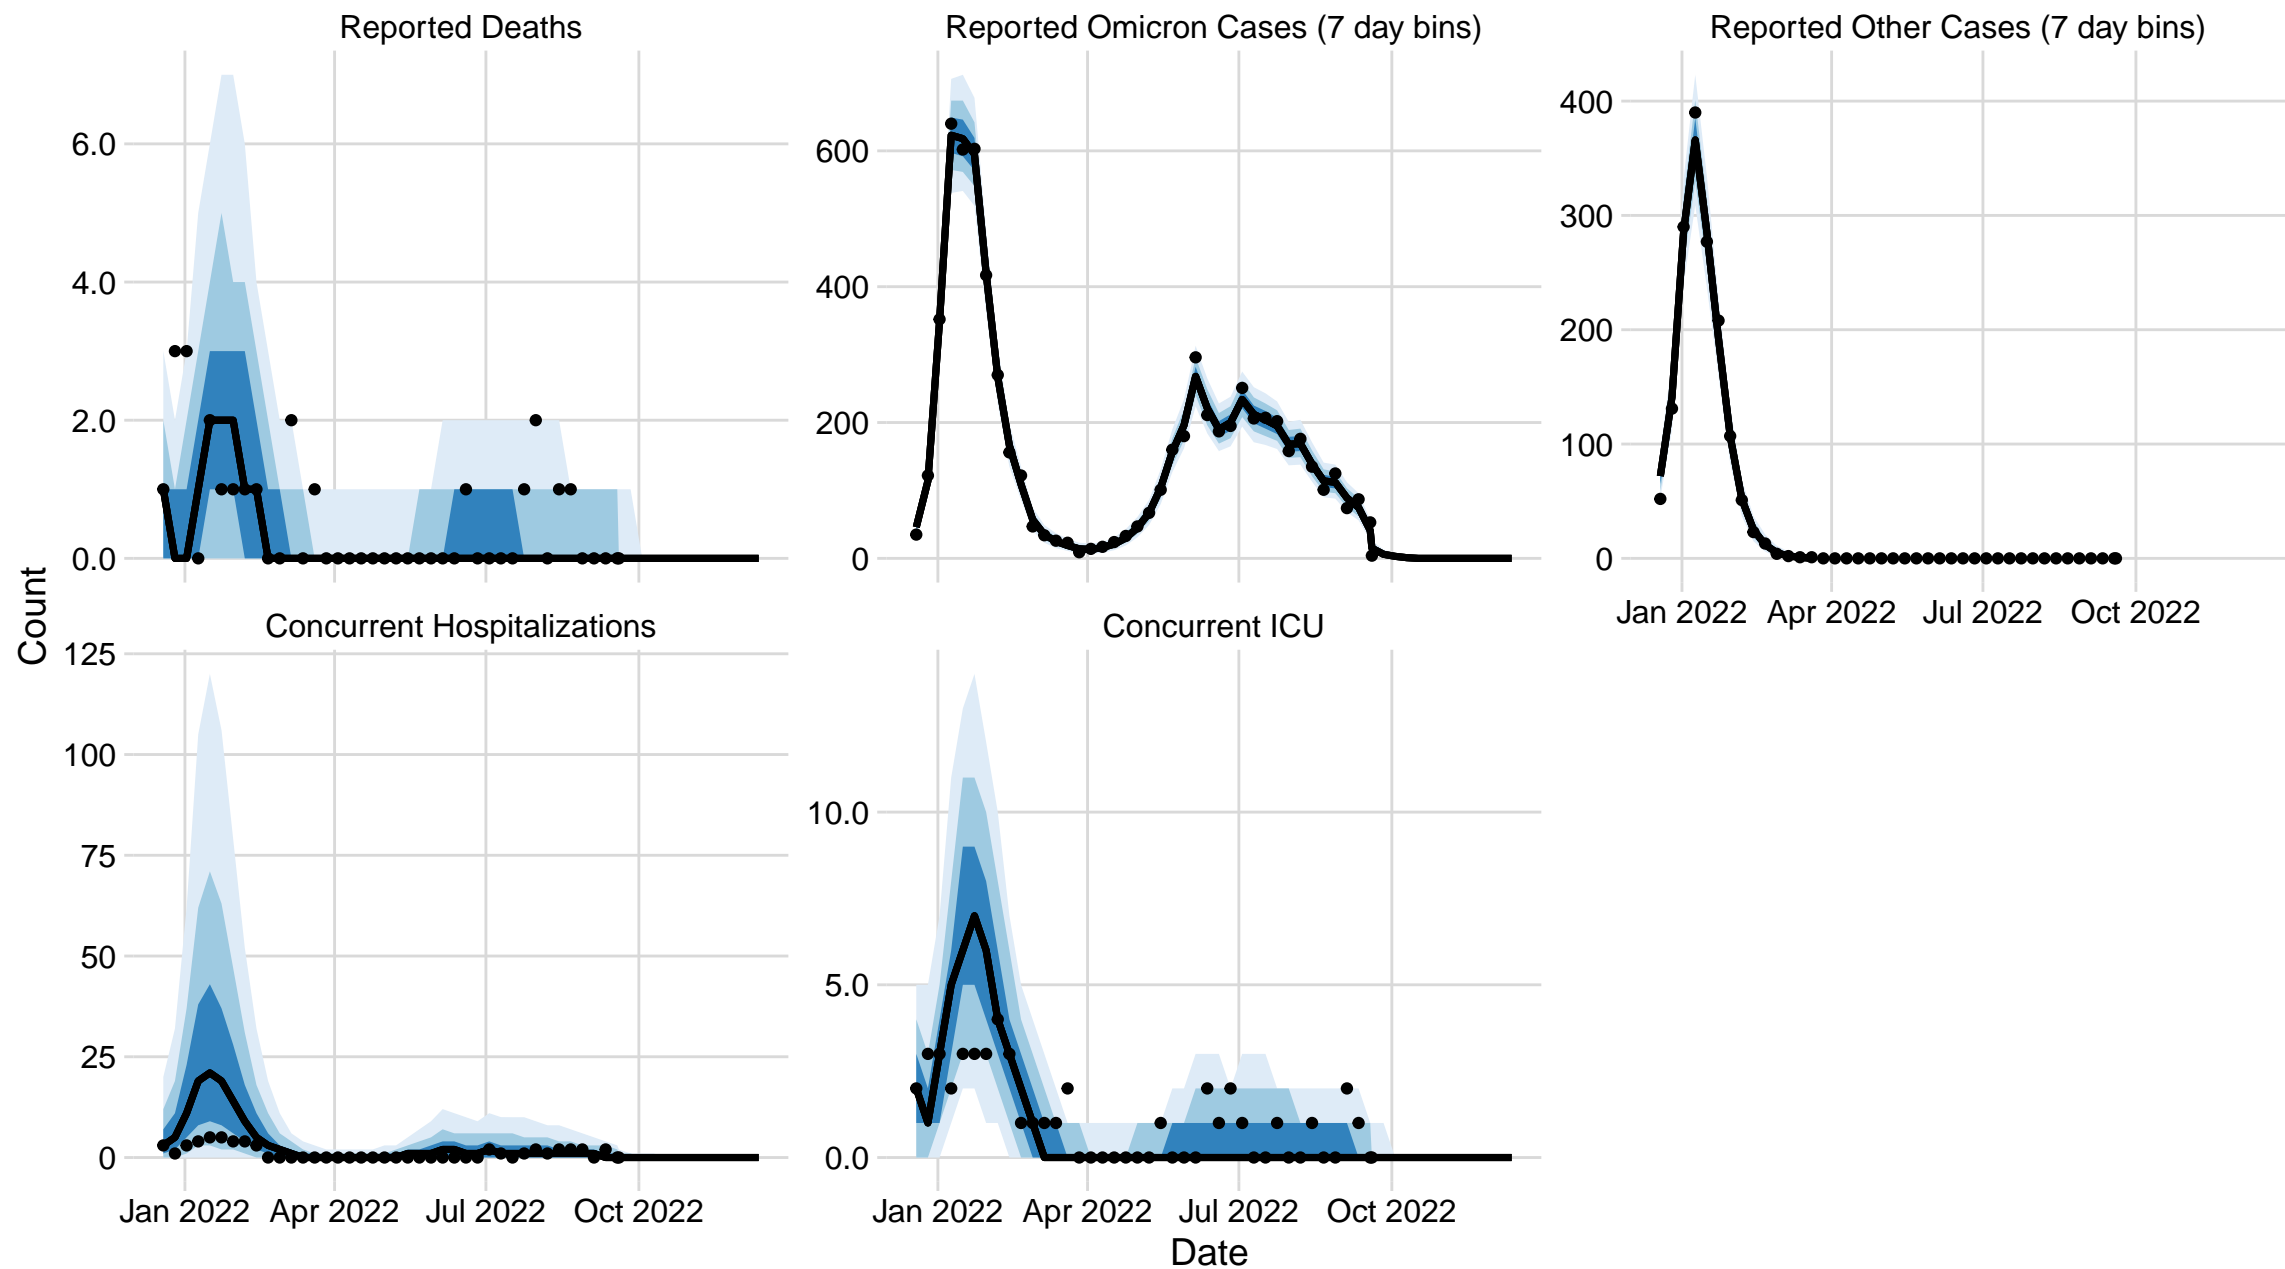 Reported Deaths
Reported Omicron Cases (7 day bins)
Reported Other Cases (7 day bins)
6.0
4.0
2.0
0.0
600
400
200
0
400
300
200
100
0
Jan 2022 Apr 2022 Jul 2022 Oct 2022
Count
Concurrent Hospitalizations
Concurrent ICU
125
100
75
50
25
0
10.0
5.0
0.0
Jan 2022 Apr 2022 Jul 2022 Oct 2022
Jan 2022 Apr 2022 Jul 2022 Oct 2022
Date